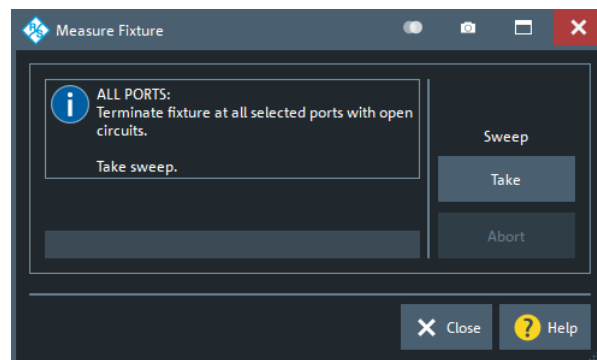 R&S
Measure Fixture
ALL PORTS:
Terminate fixture at all selected ports with open
circuits.
Take sweep.
Sweep
Take
Abort
Close
Help